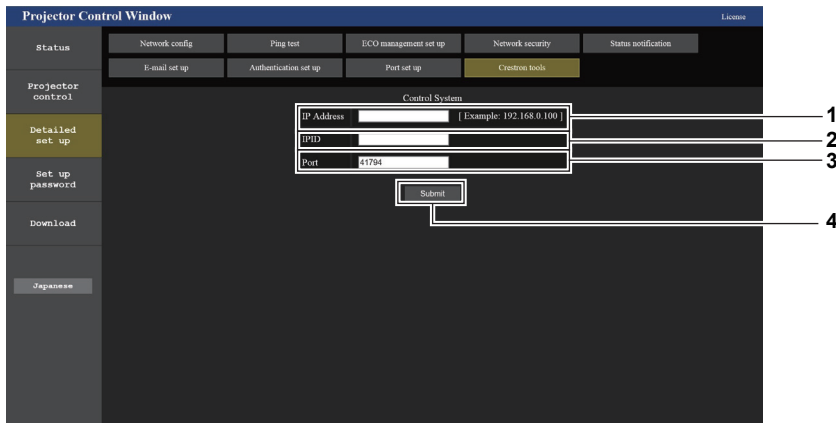 Projector Control Window License
Status
Network config Ping test ECO management set up Network security Status notification
E-mail set up Authentication set up Port set up Crestron tools
Projector
control
Detailed
set up
Set up
password
Download
Japanese
Control System
IP Address [ Example: 192.168.0.100 ] 1
IPID 2
Port 41794 3
Submit 4